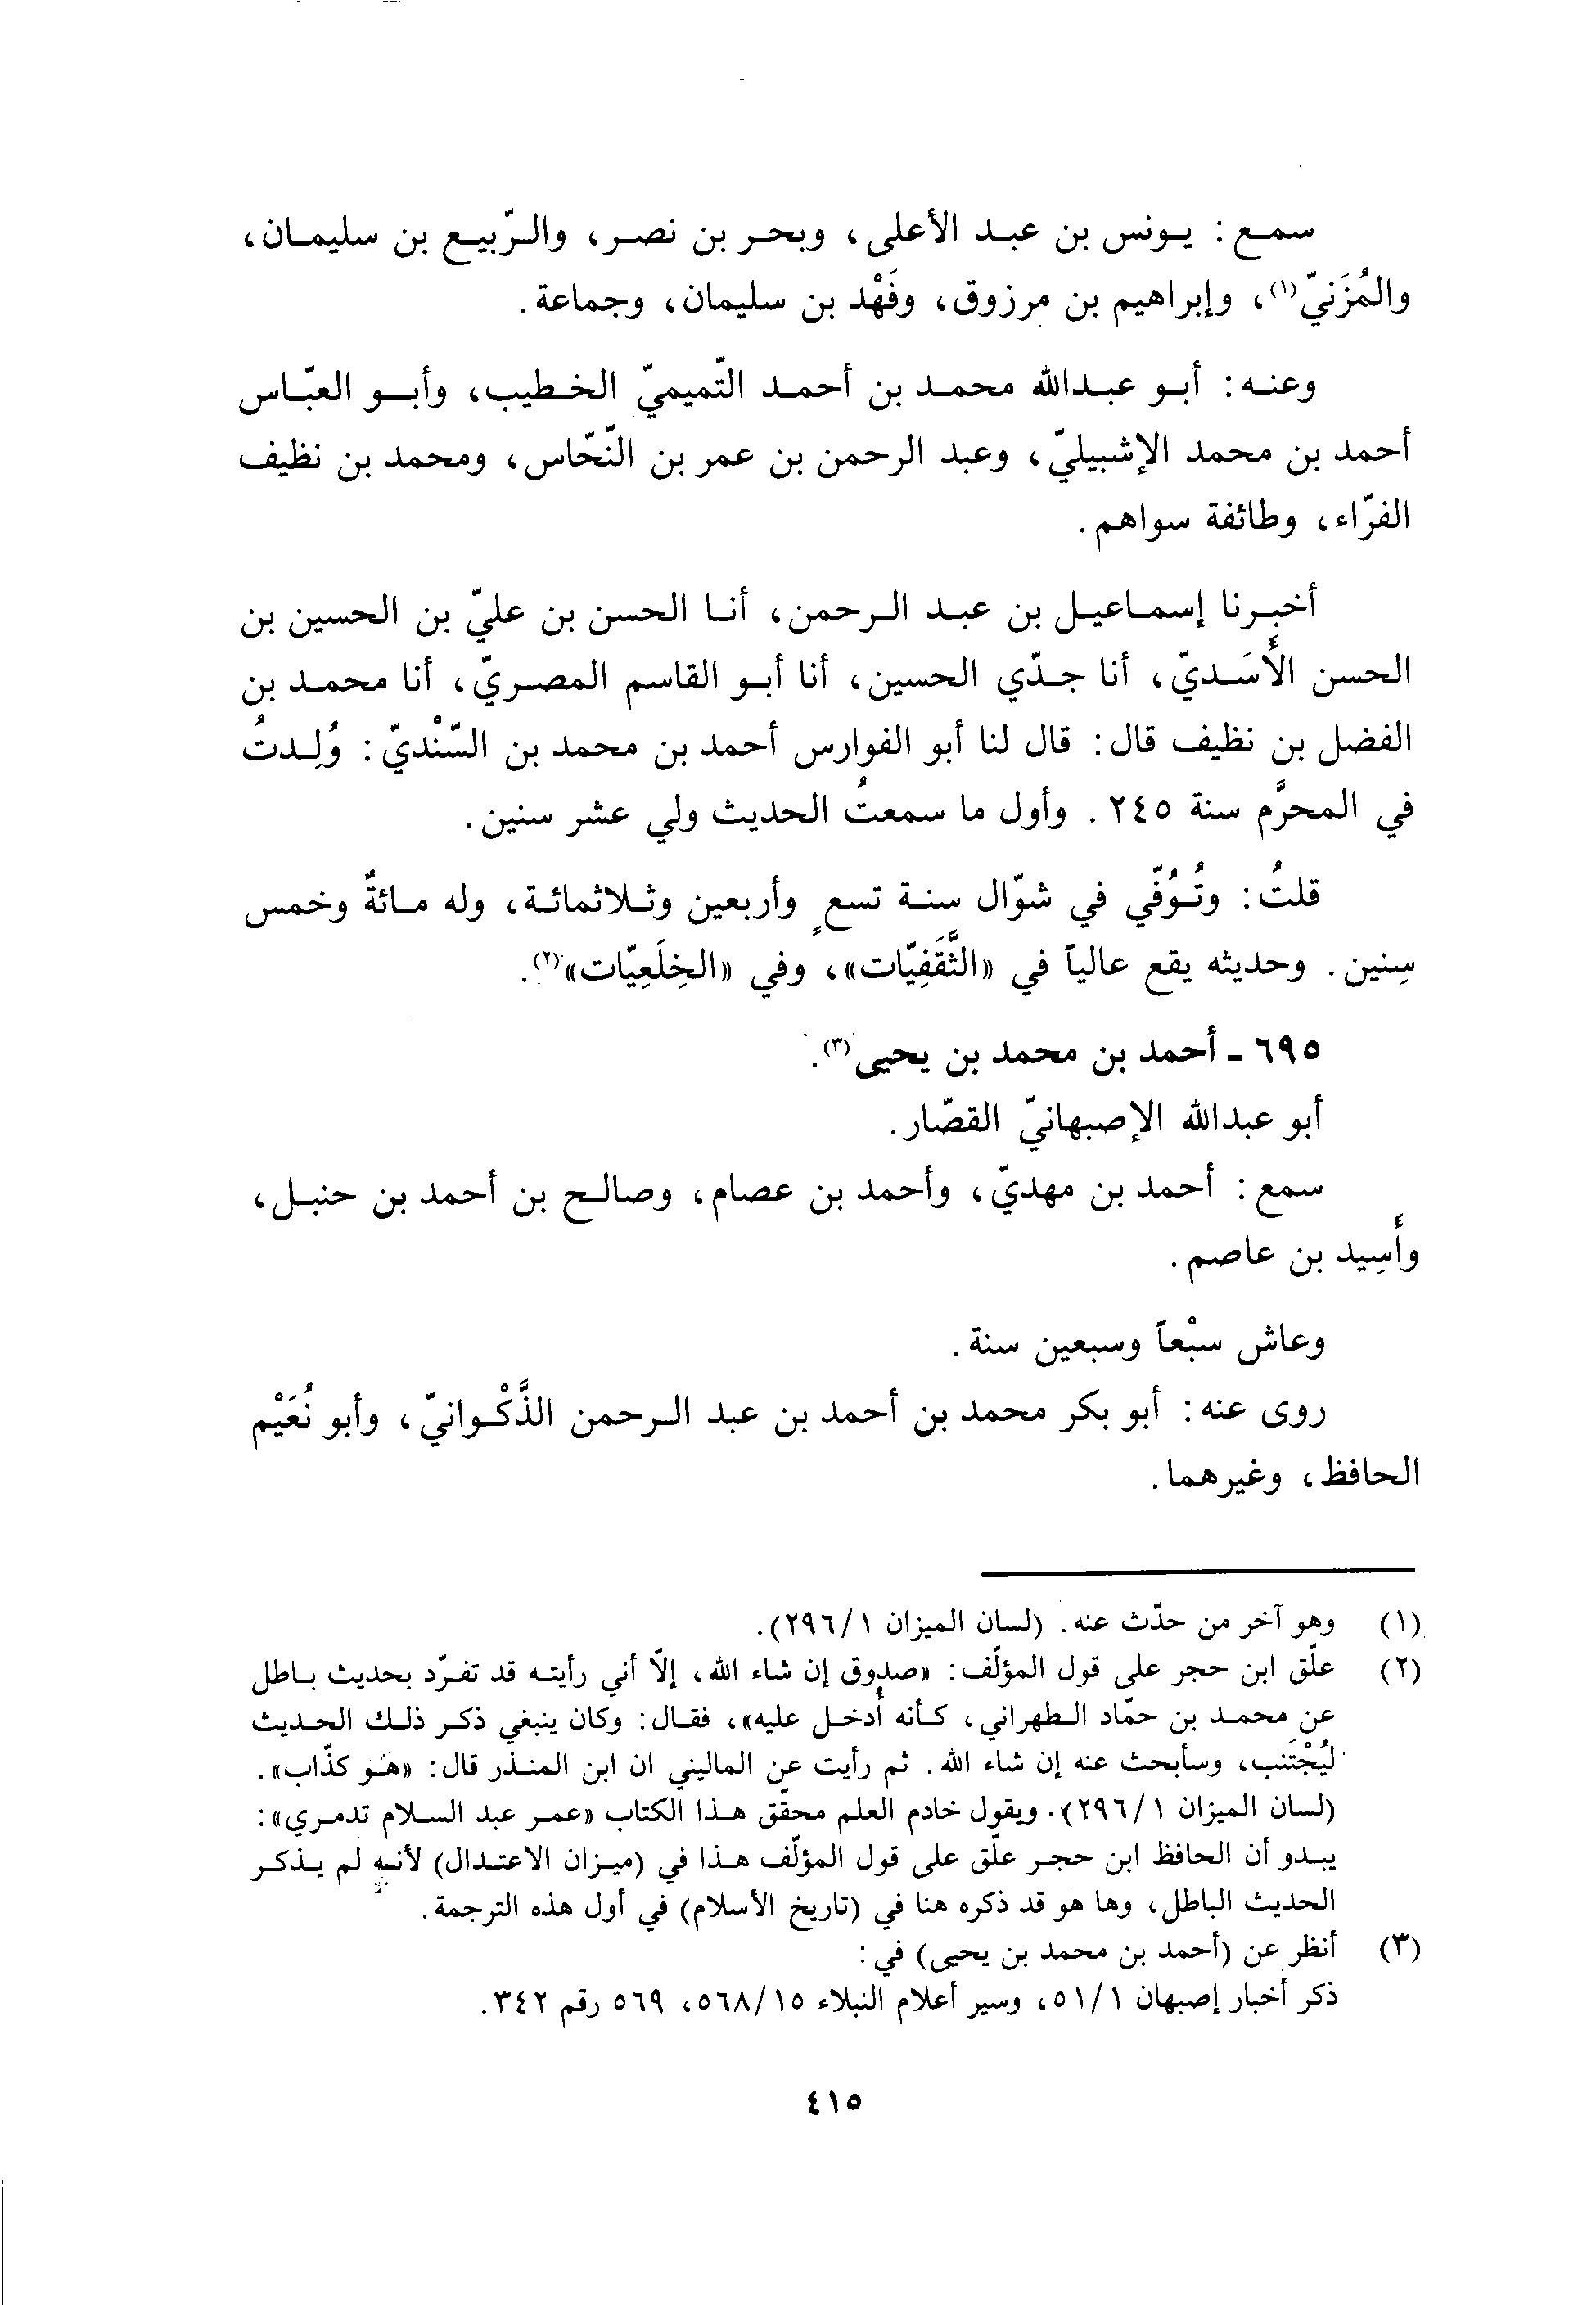 سمع: يونس بن عبد الأعلى، وبحر بن نصر، والرّبيع بن سليمان،
والمُزَنيّ(١)، وإبراهيم بن مرزوق، وفَهْد بن سليمان، وجماعة.
وعنه: أبو عبدالله محمد بن أحمد التّميميّ الخطيب، وأبو العبّاس
أحمد بن محمد الإشبيليّ، وعبد الرحمن بن عمر بن النّحّاس، ومحمد بن نظيف
الفرّاء، وطائفة سواهم.
أخبرنا إسماعيل بن عبد الرحمن، أنا الحسن بن عليّ بن الحسين بن
الحسن الأَسَديّ، أنا جدّي الحسين، أنا أبو القاسم المصريّ، أنا محمد بن
الفضل بن نظيف قال: قال لنا أبو الفوارس أحمد بن محمد بن السّنْديّ: وُلِدتُ
في المحرَّم سنة ٢٤٥. وأول ما سمعتُ الحديث ولي عشر سنين.
قلتُ: وتُوُفّي في شوّال سنة تسعٍ وأربعين وثلاثمائة، وله مائةٌ وخمس
سِنين. وحديثه يقع عالياً في «الثَّقَفِيّات»، وفي «الخِلَعِيّات»(٢).
٦٩٥ - أحمد بن محمد بن يحيى(٣).
أبو عبدالله الإصبهانيّ القصّار.
سمع: أحمد بن مهديّ، وأحمد بن عصام، وصالح بن أحمد بن حنبل،
وأَسِيد بن عاصم.
وعاش سبْعاً وسبعين سنة.
روى عنه: أبو بكر محمد بن أحمد بن عبد الرحمن الذَّكْوانيّ، وأبو نُعَيْم
الحافظ، وغيرهما.
(١) وهو آخر من حدّث عنه. (لسان الميزان ١/٢٩٦).
(٢) علّق ابن حجر على قول المؤلّف: «صدوق إن شاء الله، إلّا أني رأيته قد تفرّد بحديث باطل
عن محمد بن حمّاد الطهراني، كأنه أُدخل عليه»، فقال: وكان ينبغي ذكر ذلك الحديث
ليُجْتَنب، وسأبحث عنه إن شاء الله. ثم رأيت عن الماليني ان ابن المنذر قال: «هو كذّاب».
(لسان الميزان ١/٢٩٦). ويقول خادم العلم محقّق هذا الكتاب «عمر عبد السلام تدمري»:
يبدو أن الحافظ ابن حجر علّق على قول المؤلّف هذا في (ميزان الاعتدال) لأنه لم يذكر
الحديث الباطل، وها هو قد ذكره هنا في (تاريخ الأسلام) في أول هذه الترجمة.
(٣) أنظر عن (أحمد بن محمد بن يحيى) في:
ذكر أخبار إصبهان ١/٥١، وسير أعلام النبلاء ١٥/٥٦٨، ٥٦٩ رقم ٣٤٢.
٤١٥